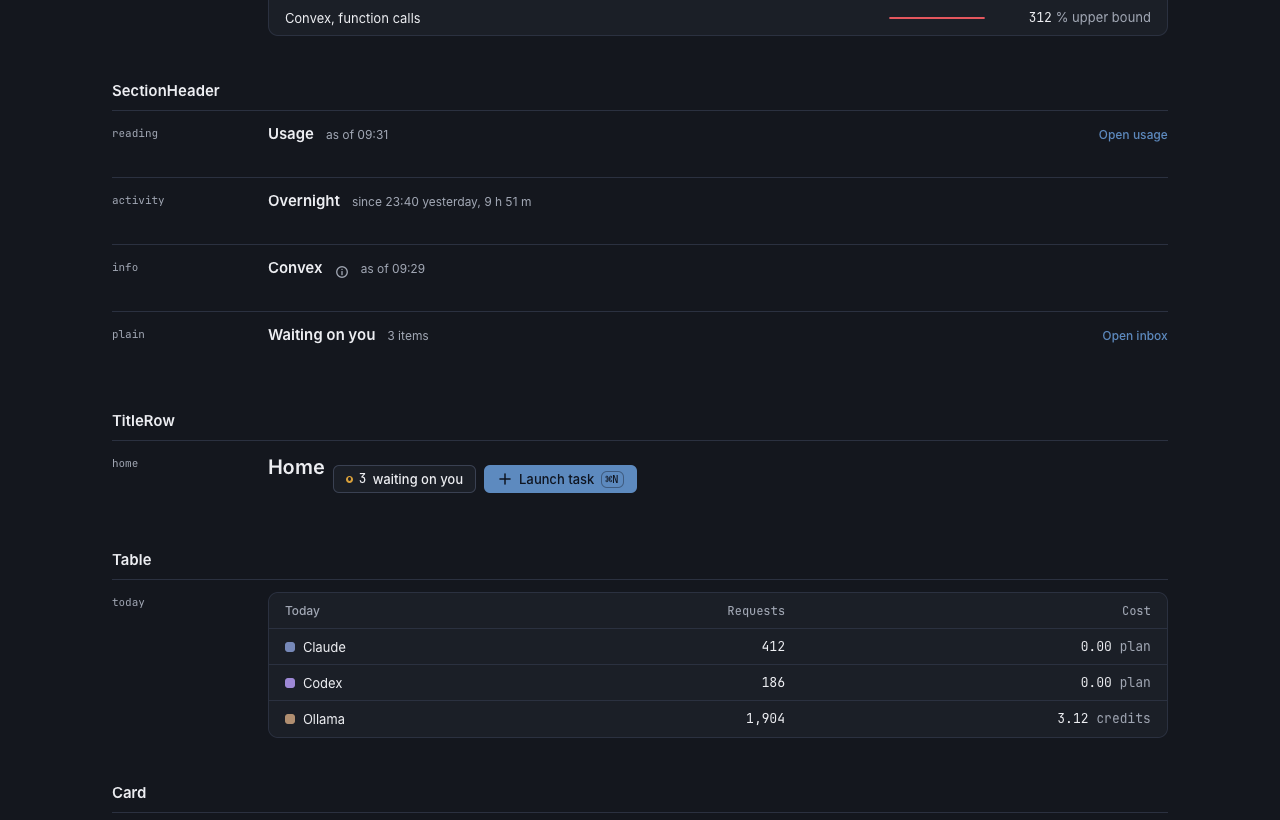 Convex, function calls 312 % upper bound
SectionHeader
reading Usage as of 09:31 Open usage
activity Overnight since 23:40 yesterday, 9 h 51 m
info Convex as of 09:29
plain Waiting on you 3 items Open inbox
TitleRow
home Home 3 waiting on you Launch task ⌘N
Table
today Today Requests Cost
Claude 412 0.00 plan
Codex 186 0.00 plan
Ollama 1,904 3.12 credits
Card